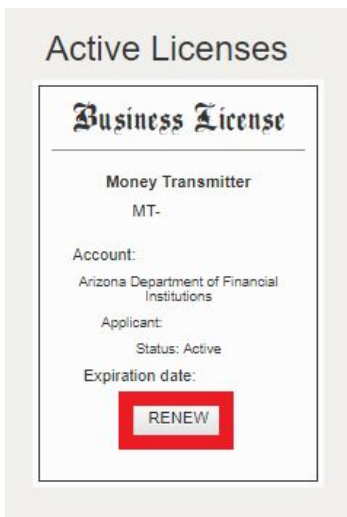 Active Licenses
Business License
Money Transmitter
MT-
Account:
Arizona Department of Financial
Institutions
Applicant:
Status: Active
Expiration date:
RENEW